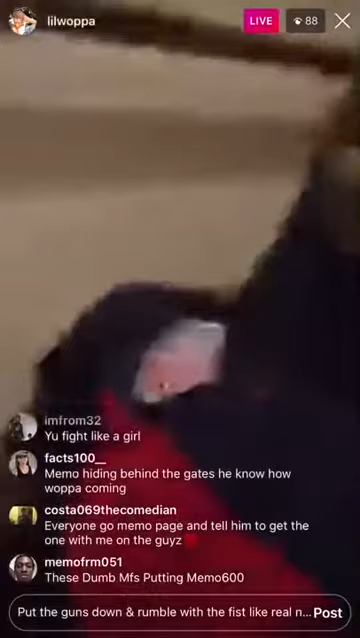 lilwoppa
LIVE
88
imfrom32
Yu fight like a girl
facts100__
Memo hiding behind the gates he know how
woppa coming
costa069thecomedian
Everyone go memo page and tell him to get the
one with me on the guyz
memofrm051
These Dumb Mfs Putting Memo600
Put the guns down & rumble with the fist like real n... Post